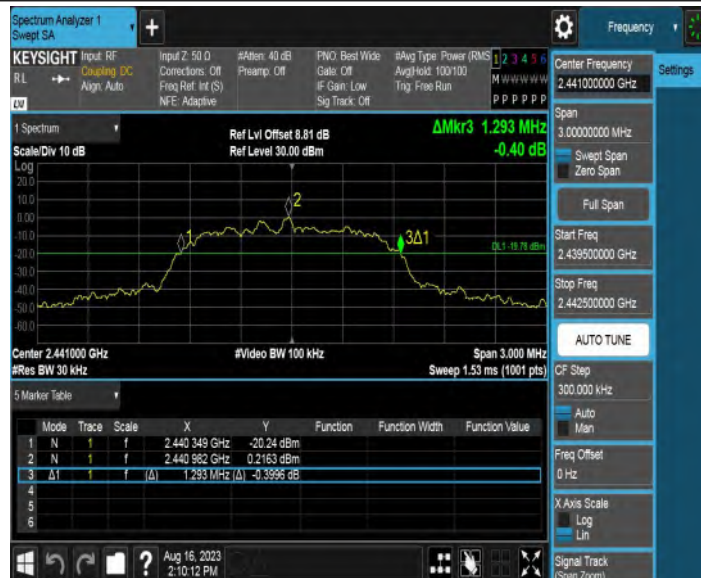 Spectrum Analyzer 1
Swept SA
+
Frequency
KEYSIGHT Input: RF Input Z: 50 Ω #Atten: 40 dB PNO: Best Wide #Avg Type: Power (RMS 1 2 3 4 5 6
RL Coupling: DC Corrections: Off Preamp: Off Gate: Off Avg|Hold: 100/100 M W W W W W
Align: Auto Freq Ref: Int (S) IF Gain: Low Trig: Free Run
LXI NFE: Adaptive Sig Track: Off P P P P P P
1 Spectrum
Ref Lvl Offset 8.81 dB
ΔMkr3 1.293 MHz
Scale/Div 10 dB
Ref Level 30.00 dBm
-0.40 dB
Log
20.0
10.0
0.00
-10.0
-20.0
-30.0
-40.0
-50.0
-60.0
1
2
3Δ1
DL1 -19.78 dBm
Center 2.441000 GHz #Video BW 100 kHz Span 3.000 MHz
#Res BW 30 kHz Sweep 1.53 ms (1001 pts)
5 Marker Table
Mode Trace Scale X Y Function Function Width Function Value
1 N 1 f 2.440 349 GHz -20.24 dBm
2 N 1 f 2.440 982 GHz 0.2163 dBm
3 Δ1 1 f (Δ) 1.293 MHz (Δ) -0.3996 dB
4
5
6
?
Aug 16, 2023
2:10:12 PM
Settings
Center Frequency
2.441000000 GHz
Span
3.00000000 MHz
Swept Span
Zero Span
Full Span
Start Freq
2.439500000 GHz
Stop Freq
2.442500000 GHz
AUTO TUNE
CF Step
300.000 kHz
Auto
Man
Freq Offset
0 Hz
X Axis Scale
Log
Lin
Signal Track
(Span Zoom)